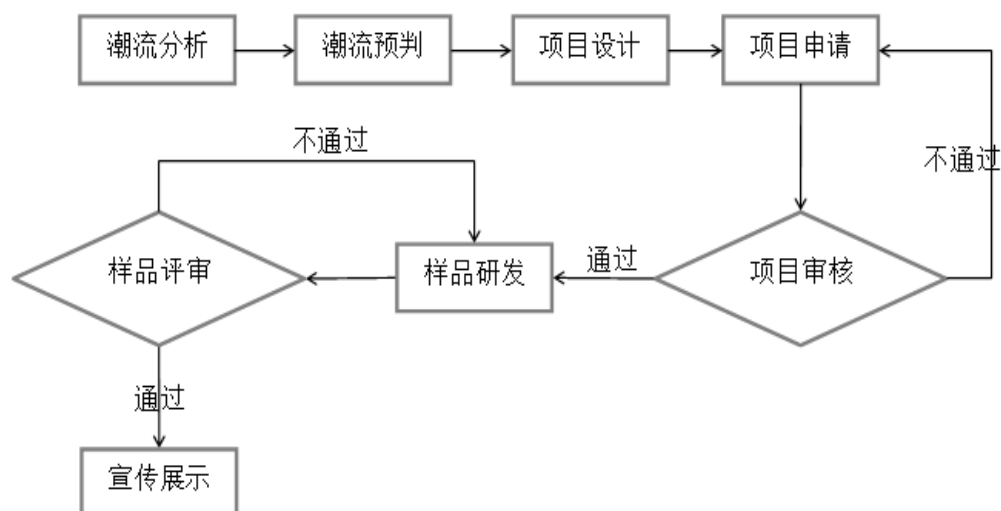 潮流分析
潮流预判
项目设计
项目申请
不通过
不通过
样品评审
样品研发
通过
项目审核
通过
宣传展示